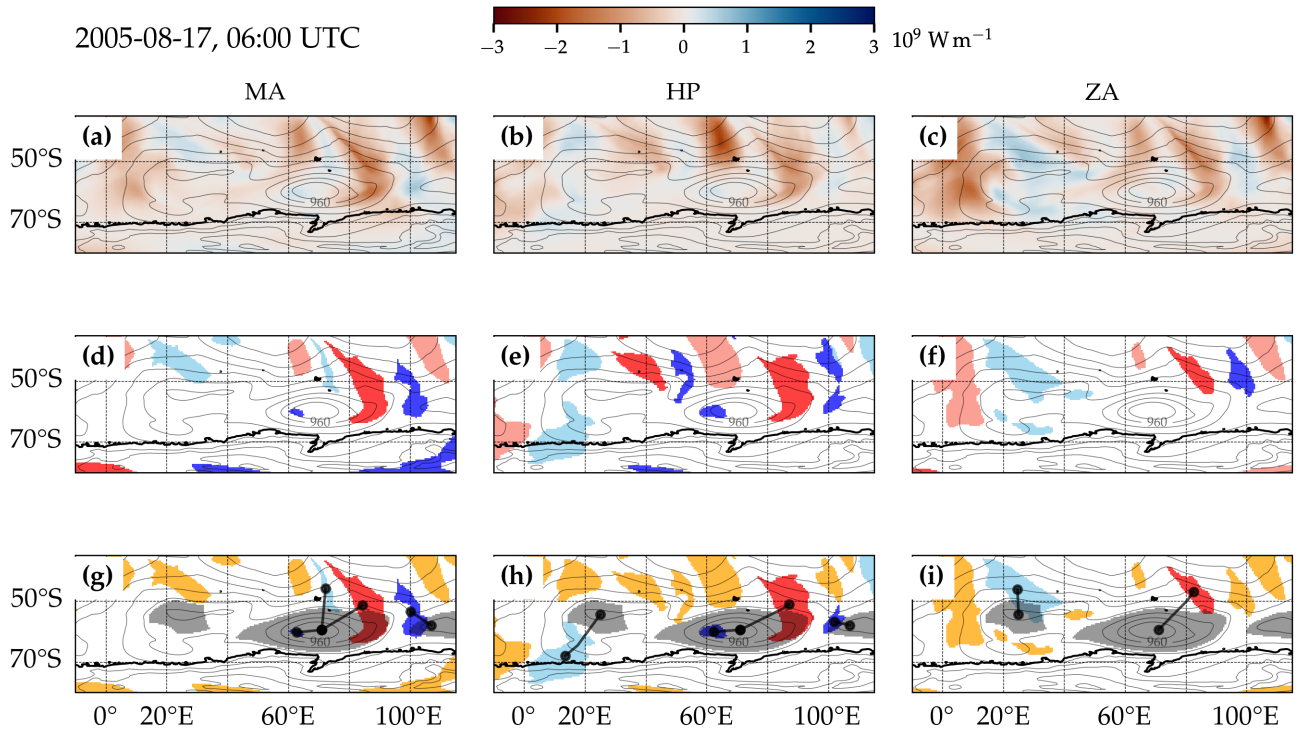 2005-08-17, 06:00 UTC
−3 −2 −1 0 1 2 3 10⁹ W m⁻¹
MA HP ZA
(a) (b) (c)
50°S
70°S
960 960 960
(d) (e) (f)
50°S
70°S
960 960 960
(g) (h) (i)
50°S
70°S
960 960 960
0° 20°E 60°E 100°E 0° 20°E 60°E 100°E 0° 20°E 60°E 100°E